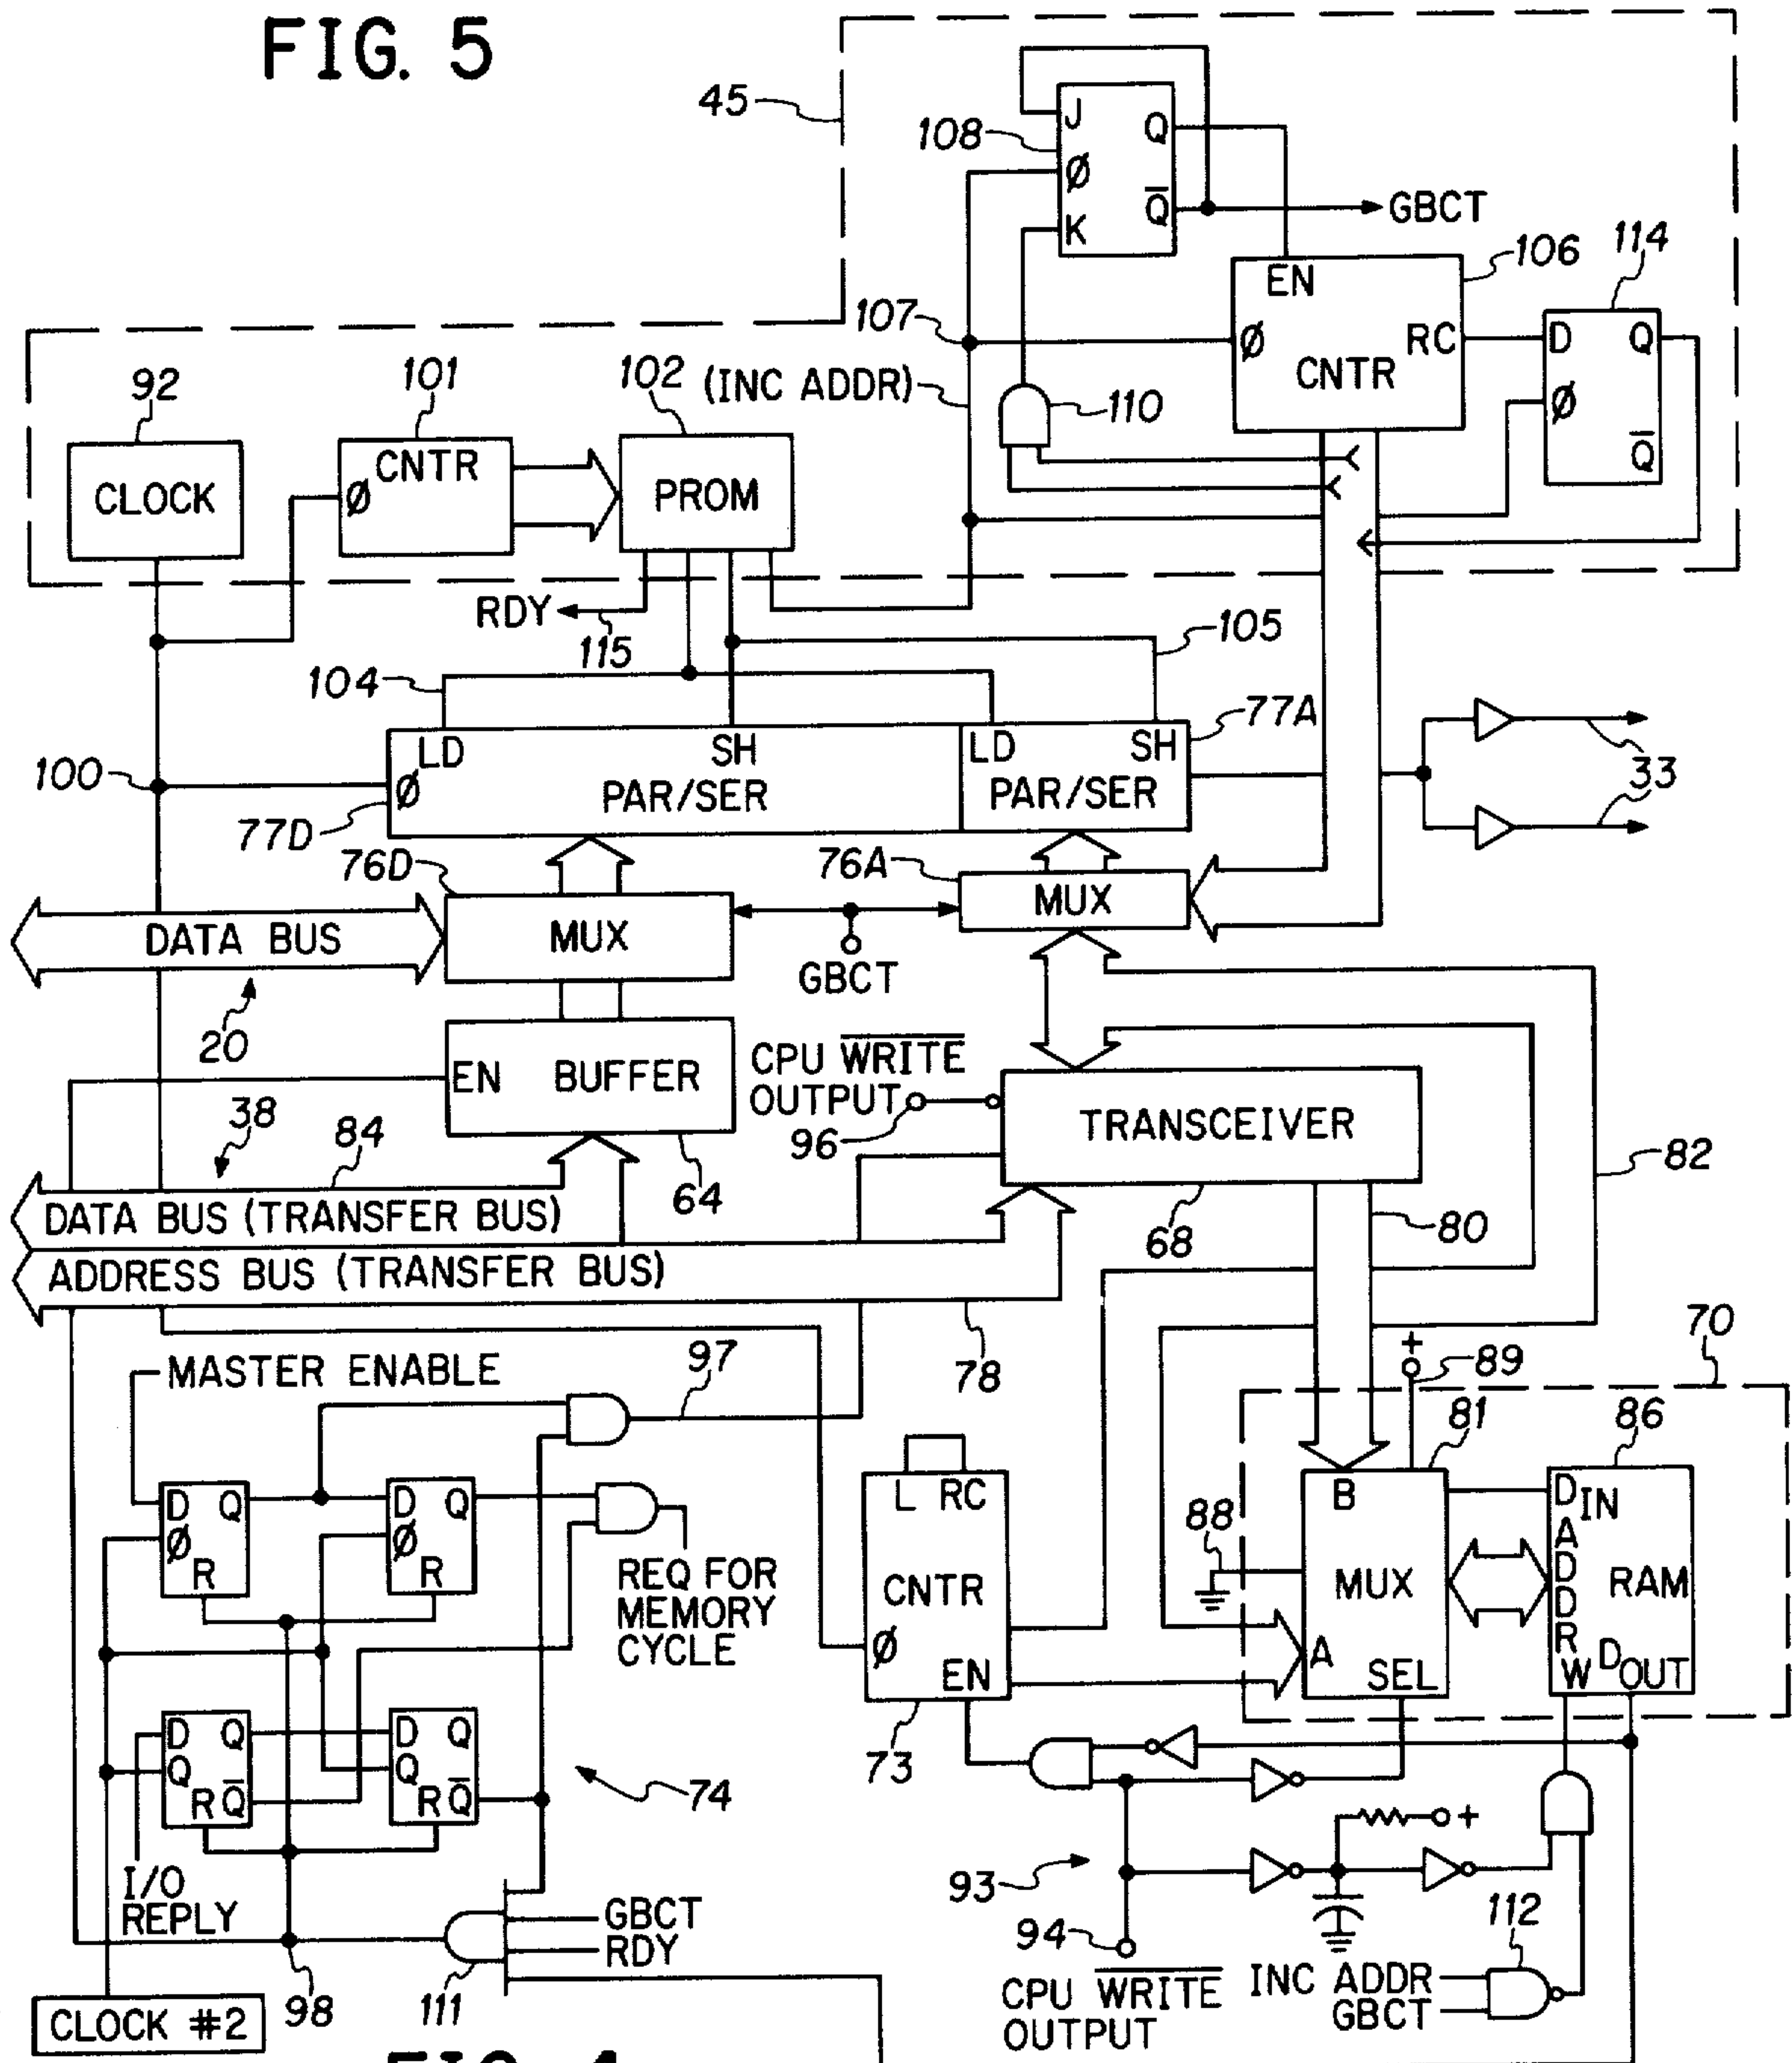 FIG. 5
45
108
J
Q
Ø
Q̅
K
GBCT
106
114
EN
107
Ø
RC
CNTR
D
Q
Ø
Q̅
92
101
102
(INC ADDR)
110
CLOCK
CNTR
Ø
PROM
RDY
115
105
104
77A
LD
SH
LD
SH
100
Ø
PAR/SER
PAR/SER
33
77D
76D
76A
DATA BUS
MUX
MUX
GBCT
20
CPU W̅R̅I̅T̅E̅
OUTPUT
EN
BUFFER
TRANSCEIVER
96
38
84
82
64
DATA BUS (TRANSFER BUS)
68
80
ADDRESS BUS (TRANSFER BUS)
70
97
+
89
MASTER ENABLE
78
81
86
D
Q
Ø
R
D
Q
Ø
R
L
RC
CNTR
Ø
EN
B
88
MUX
A
SEL
D IN
A
D
D
R
W
RAM
D OUT
REQ FOR
MEMORY
CYCLE
D
Q
Q
R
Q̅
D
Q
Q
R
Q̅
74
73
+
I/O
REPLY
93
GBCT
RDY
94
112
98
111
CPU W̅R̅I̅T̅E̅
OUTPUT
INC ADDR
GBCT
CLOCK #2